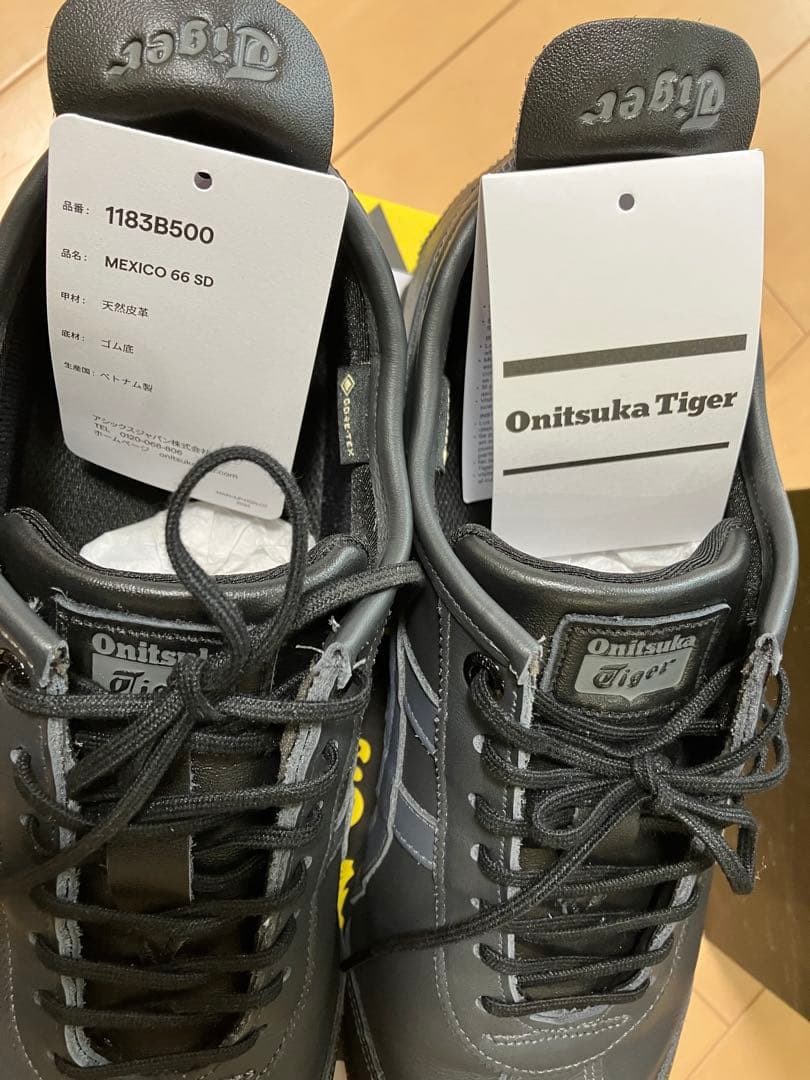 Tiger
Tiger
品番: 1183B500
品名: MEXICO 66 SD
甲材: 天然皮革
底材: ゴム底
生産国: ベトナム製
アシックスジャパン株式会社
TEL 0120-068-806
ホームページ onitsuka
.com
GORE-TEX
Onitsuka Tiger
Onitsuka
Tiger
Onitsuka
Tiger